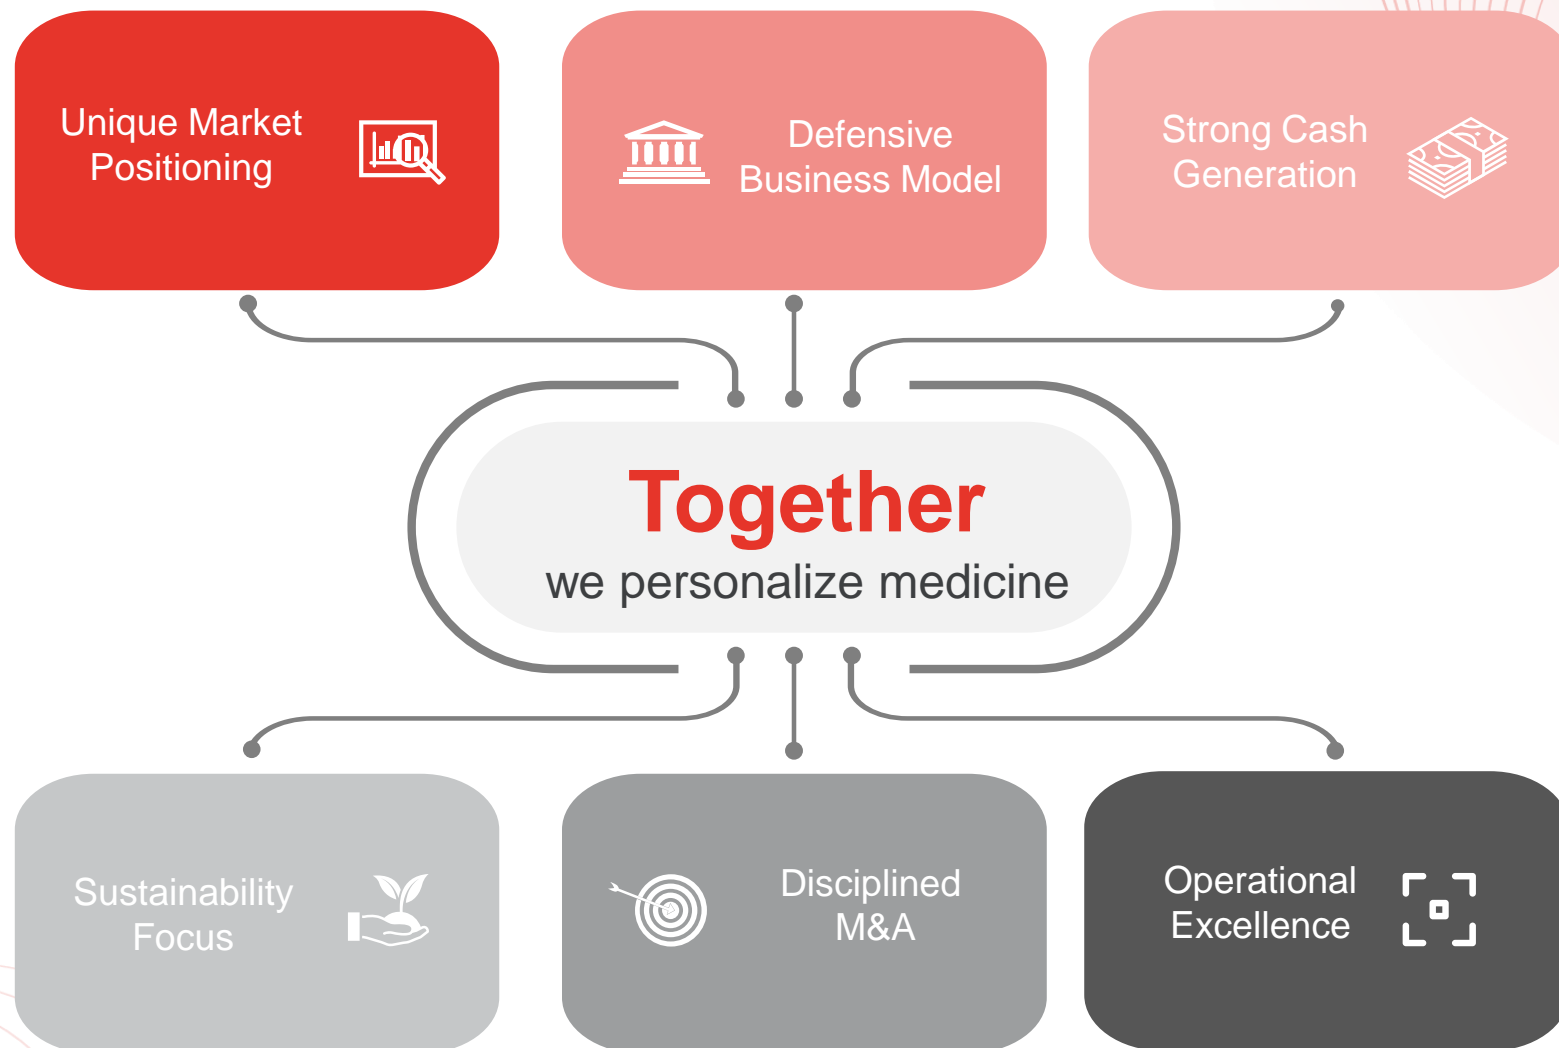 Unique Market
Positioning
Defensive
Business Model
Strong Cash
Generation
Together
we personalize medicine
Sustainability
Focus
Disciplined
M&A
Operational
Excellence